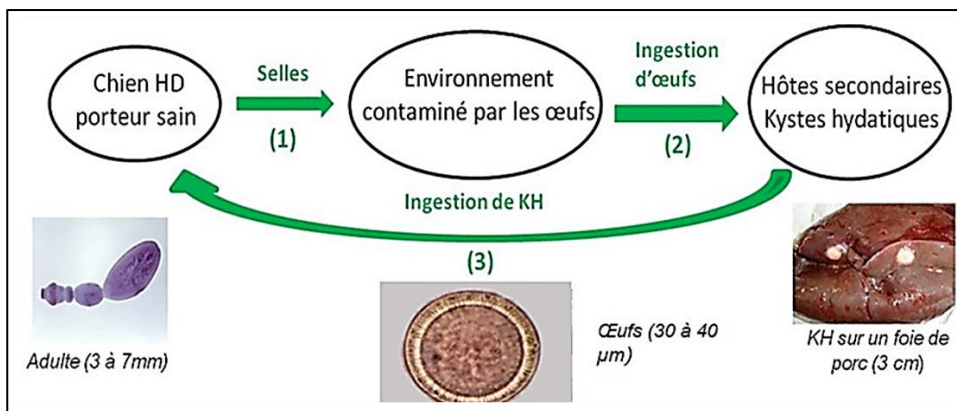 Chien HD
porteur sain
Selles
(1)
Environnement
contaminé par les œufs
Ingestion
d'œufs
(2)
Hôtes secondaires
Kystes hydatiques
Ingestion de KH
(3)
Adulte (3 à 7mm)
Œufs (30 à 40
µm)
KH sur un foie de
porc (3 cm)